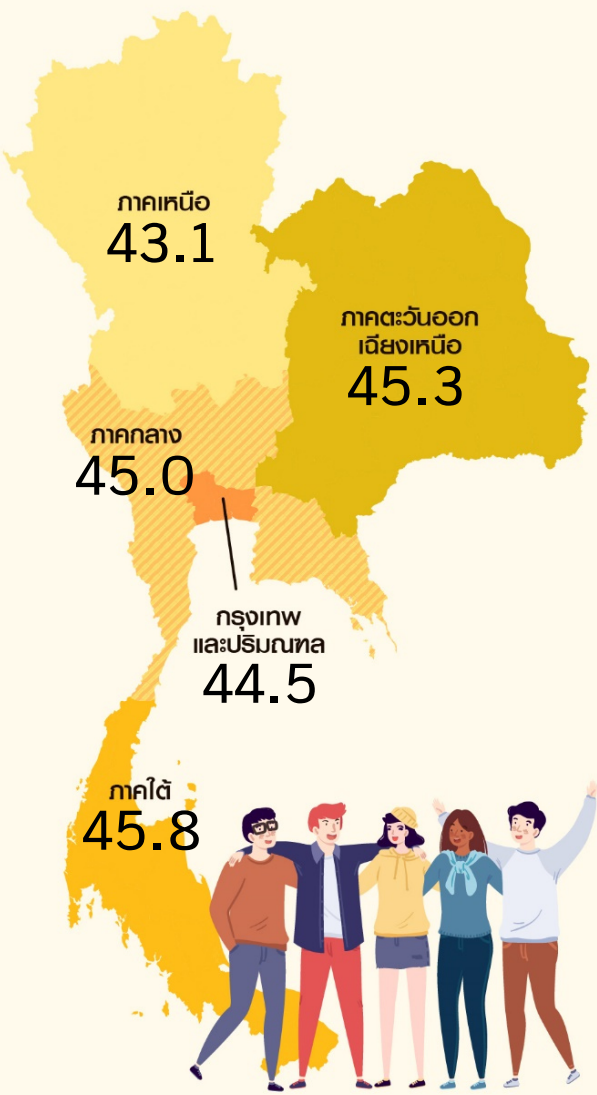 ภาคเหนือ
43.1
ภาคตะวันออก
เฉียงเหนือ
45.3
ภาคกลาง
45.0
กรุงเทพ
และปริมณฑล
44.5
ภาคใต้
45.8